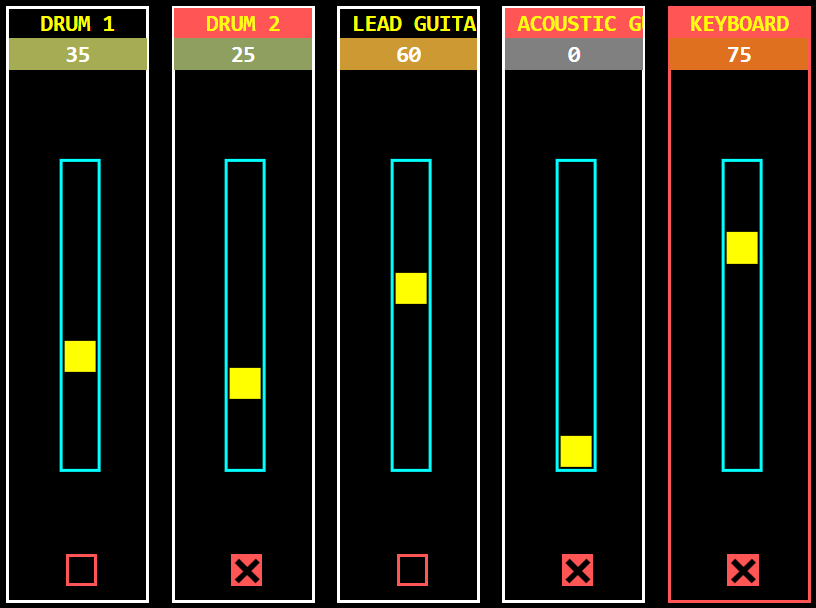 DRUM 1
35
DRUM 2
25
LEAD GUITA
60
ACOUSTIC G
0
KEYBOARD
75